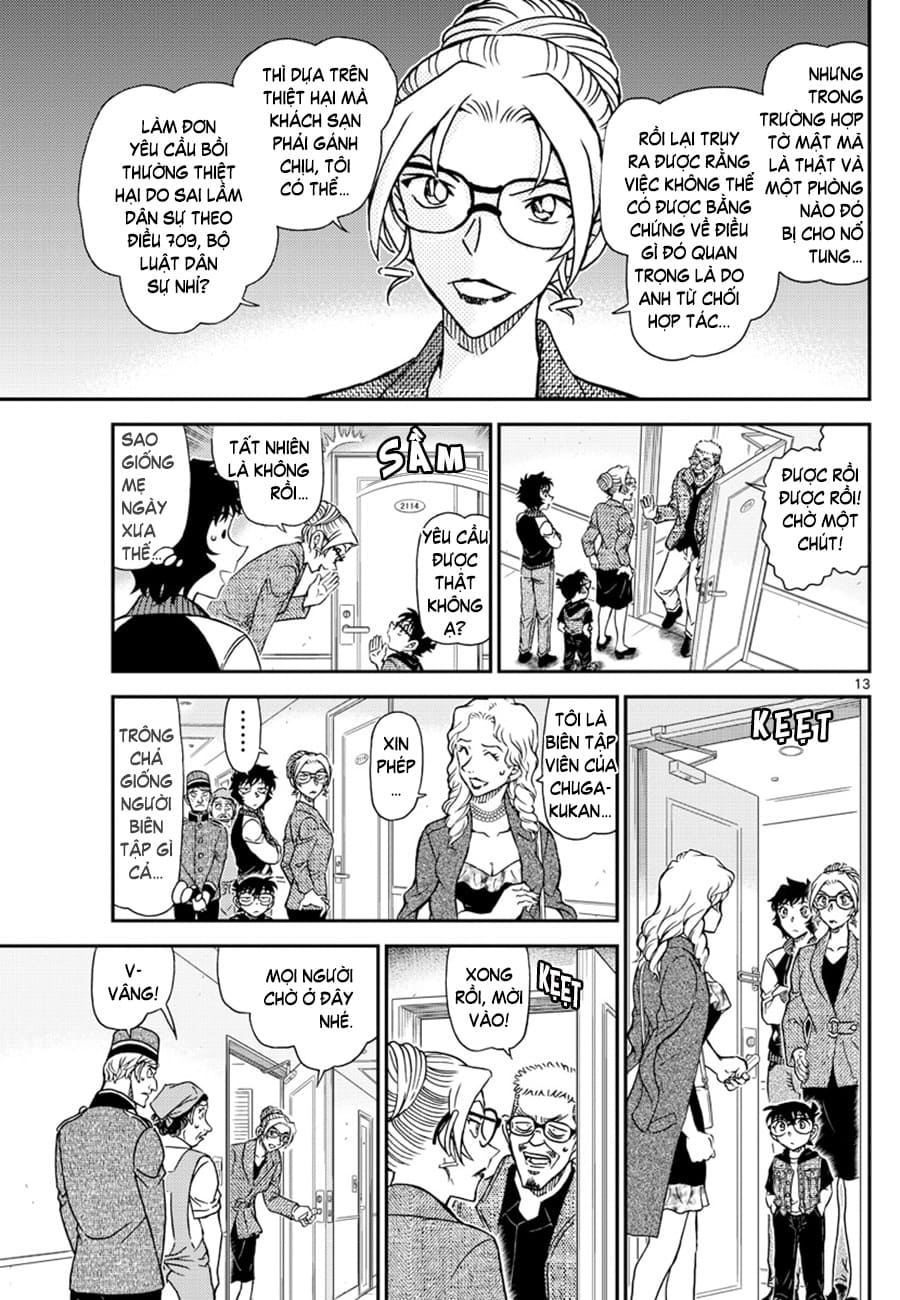 NHƯNG
TRONG
TRƯỜNG HỢP
TỜ MẬT MÃ
LÀ THẬT VÀ
MỘT PHÒNG
NÀO ĐÓ
BỊ CHO NỔ
TUNG...
RỒI LẠI TRUY
RA ĐƯỢC RẰNG
VIỆC KHÔNG THỂ
CÓ ĐƯỢC BẰNG
CHỨNG VỀ ĐIỀU
GÌ ĐÓ QUAN
TRỌNG LÀ DO
ANH TỪ CHỐI
HỢP TÁC...
THÌ DỰA TRÊN
THIỆT HẠI MÀ
KHÁCH SẠN
PHẢI GÁNH
CHỊU, TÔI
CÓ THỂ...
LÀM ĐƠN
YÊU CẦU BỒI
THƯỜNG THIỆT
HẠI DO SAI LẦM
DÂN SỰ THEO
ĐIỀU 709, BỘ
LUẬT DÂN
SỰ NHỈ?
ĐƯỢC RỒI
ĐƯỢC RỒI!
CHỜ MỘT
CHÚT!
SẦM
2114
YÊU CẦU
ĐƯỢC
THẬT KHÔNG
Ạ?
TẤT NHIÊN
LÀ KHÔNG
RỒI...
SAO
GIỐNG
MẸ
NGÀY
XƯA
THẾ...
13
KẸẸT
TÔI LÀ
BIÊN TẬP
VIÊN CỦA
CHUGA-
KUKAN...
XIN
PHÉP
...
....
TRÔNG
CHẢ
GIỐNG
NGƯỜI
BIÊN
TẬP GÌ
CẢ...
KẸẸT
XONG
RỒI, MỜI
VÀO!
MỌI NGƯỜI
CHỜ Ở ĐÂY
NHÉ.
V-
VÂNG!